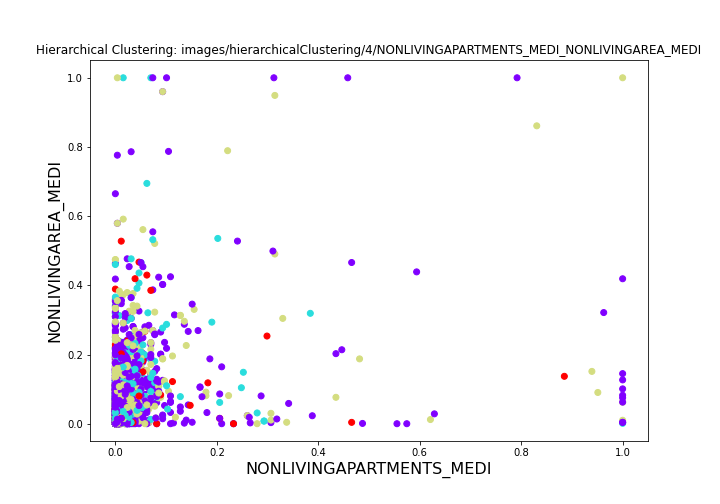 Hierarchical Clustering: images/hierarchicalClustering/4/NONLIVINGAPARTMENTS_MEDI_NONLIVINGAREA_MEDI
1.0
0.8
0.6
0.4
0.2
0.0
NONLIVINGAREA_MEDI
0.0 0.2 0.4 0.6 0.8 1.0
NONLIVINGAPARTMENTS_MEDI